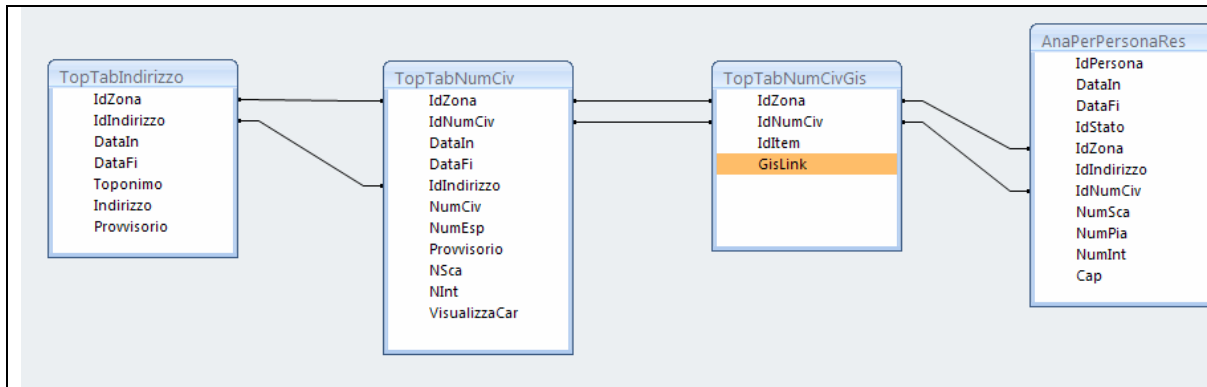 TopTabIndirizzo
IdZona
IdIndirizzo
DataIn
DataFi
Toponimo
Indirizzo
Provvisorio
TopTabNumCiv
IdZona
IdNumCiv
DataIn
DataFi
IdIndirizzo
NumCiv
NumEsp
Provvisorio
NSca
NInt
VisualizzaCar
TopTabNumCivGis
IdZona
IdNumCiv
IdItem
GisLink
AnaPerPersonaRes
IdPersona
DataIn
DataFi
IdStato
IdZona
IdIndirizzo
IdNumCiv
NumSca
NumPia
NumInt
Cap